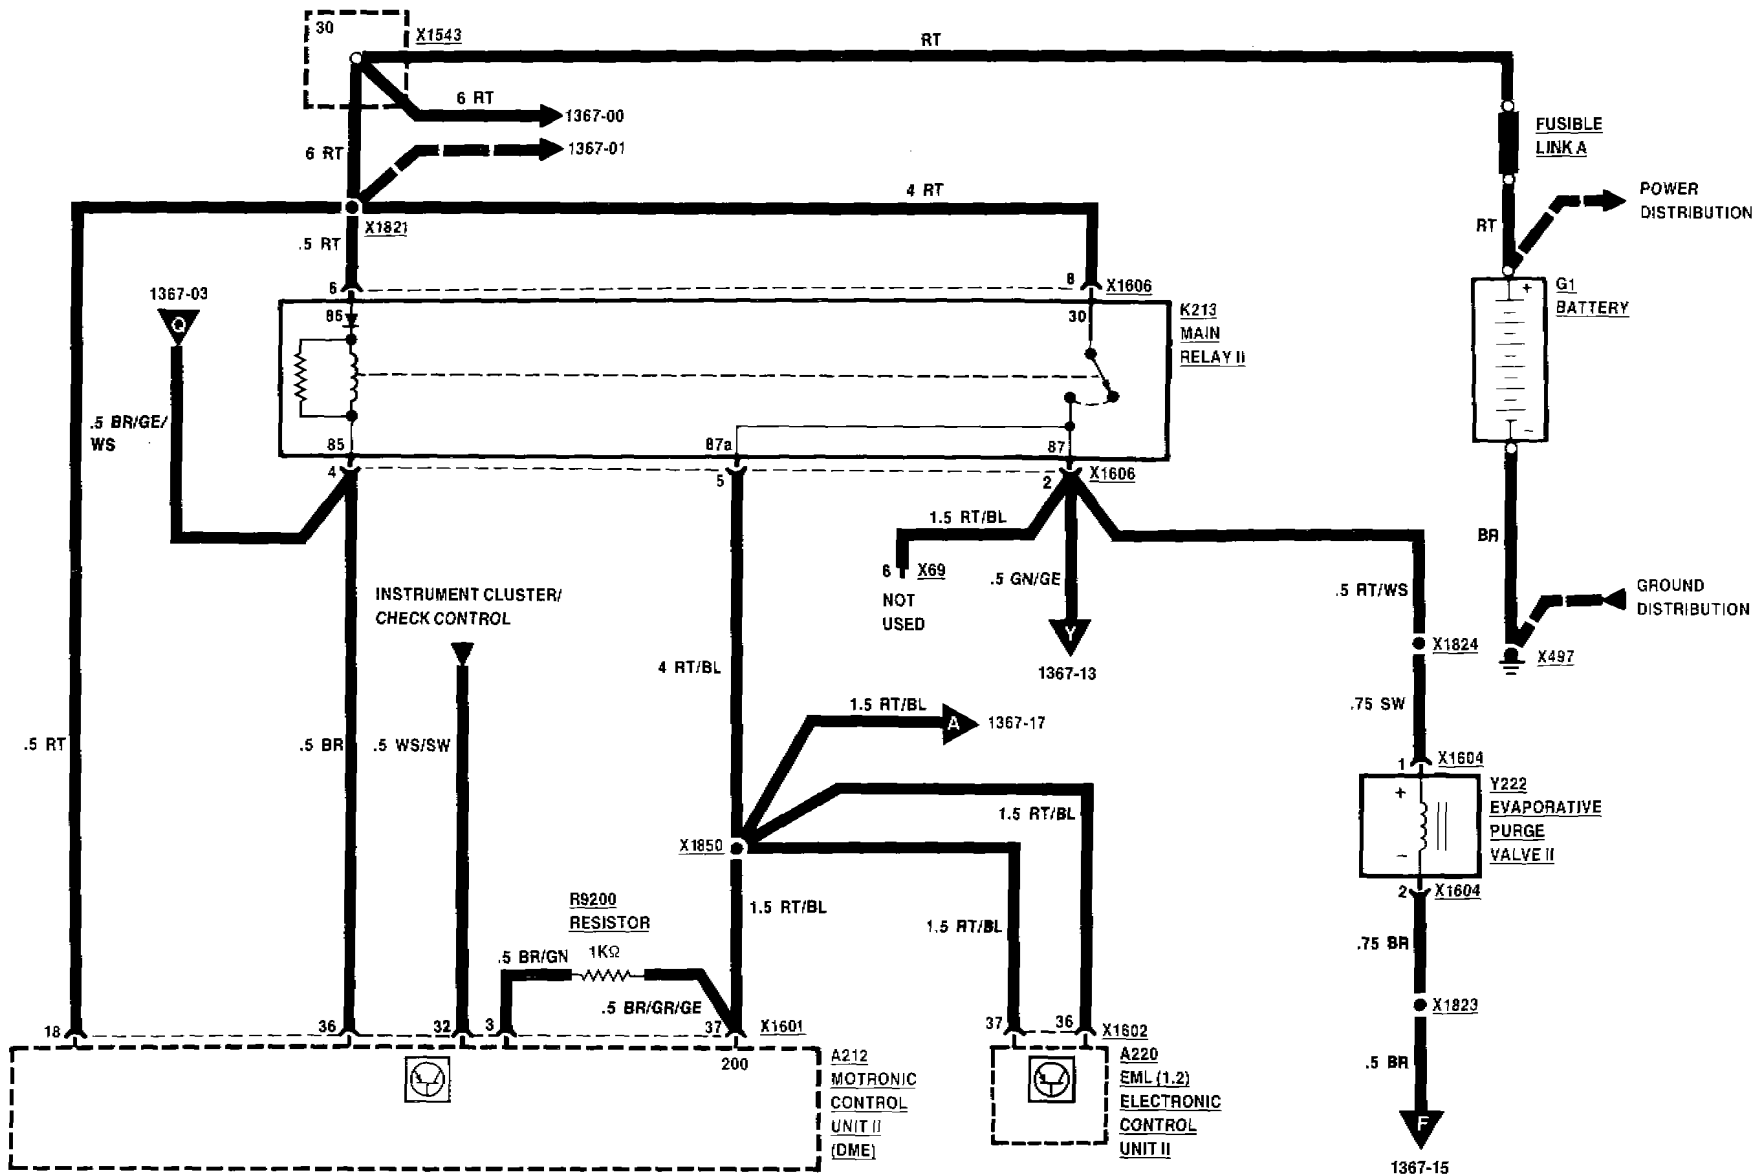 30
X1543
RT
6 RT
1367-00
FUSIBLE
LINK A
6 RT
1367-01
POWER
DISTRIBUTION
4 RT
X1821
RT
.5 RT
1367-03
Q
6
8
X1606
G1
BATTERY
+
−
86
30
K213
MAIN
RELAY II
.5 BR/GE/
WS
85
87a
87
4
5
2
X1606
1.5 RT/BL
BR
6
X69
NOT
USED
.5 GN/GE
.5 RT/WS
GROUND
DISTRIBUTION
INSTRUMENT CLUSTER/
CHECK CONTROL
Y
1367-13
X1824
X497
4 RT/BL
1.5 RT/BL
A
1367-17
.75 SW
.5 RT
.5 BR
.5 WS/SW
1
X1604
+
−
Y222
EVAPORATIVE
PURGE
VALVE II
1.5 RT/BL
X1850
2
X1604
R9200
RESISTOR
1KΩ
1.5 RT/BL
1.5 RT/BL
.5 BR/GN
.5 BR/GR/GE
.75 BR
X1823
18
36
32
3
37
X1601
37
36
X1602
200
A212
MOTRONIC
CONTROL
UNIT II
(DME)
A220
EML (1.2)
ELECTRONIC
CONTROL
UNIT II
.5 BR
F
1367-15